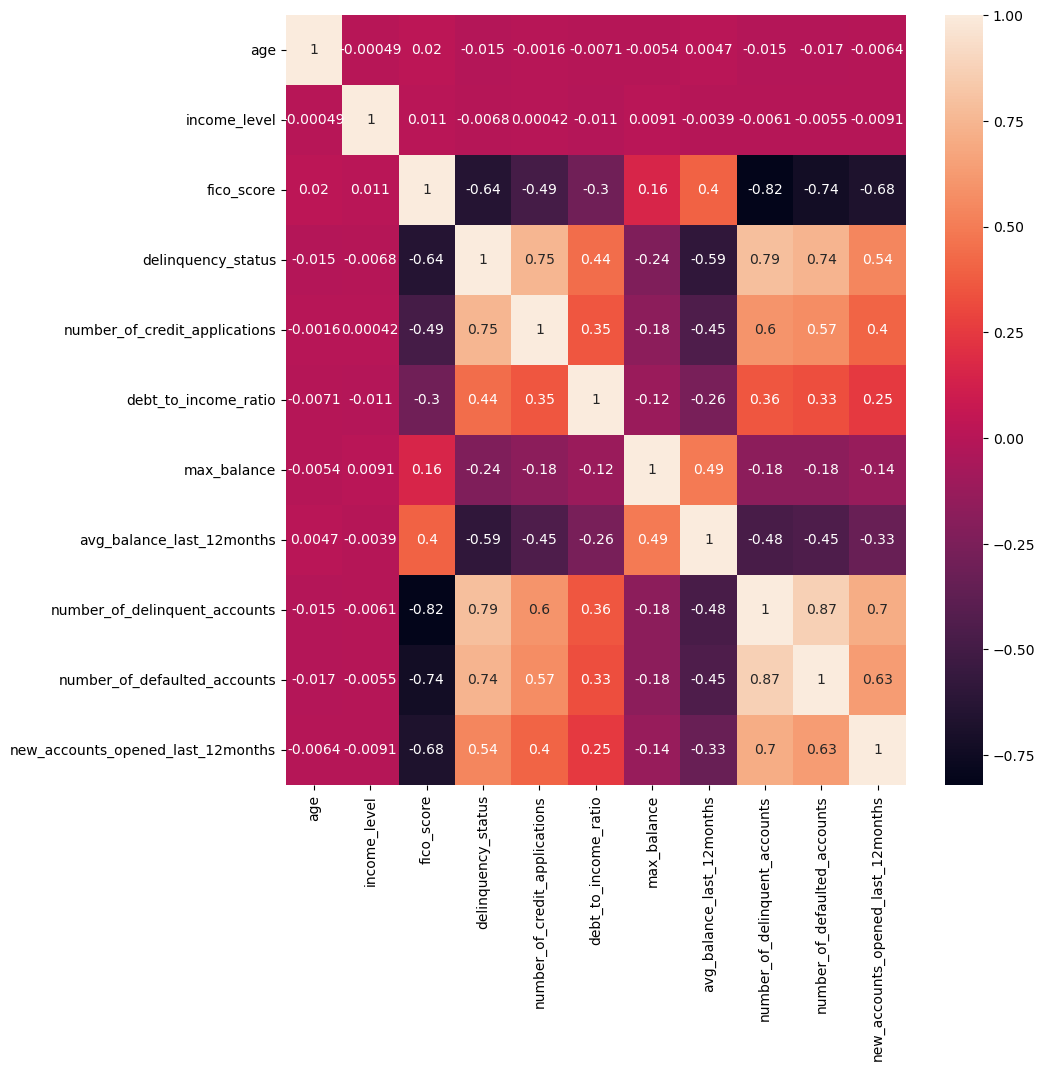 age 1 -0.00049 0.02 -0.015 -0.0016 -0.0071 -0.0054 0.0047 -0.015 -0.017 -0.0064
income_level -0.00049 1 0.011 -0.0068 0.00042 -0.011 0.0091 -0.0039 -0.0061 -0.0055 -0.0091
fico_score 0.02 0.011 1 -0.64 -0.49 -0.3 0.16 0.4 -0.82 -0.74 -0.68
delinquency_status -0.015 -0.0068 -0.64 1 0.75 0.44 -0.24 -0.59 0.79 0.74 0.54
number_of_credit_applications -0.0016 0.00042 -0.49 0.75 1 0.35 -0.18 -0.45 0.6 0.57 0.4
debt_to_income_ratio -0.0071 -0.011 -0.3 0.44 0.35 1 -0.12 -0.26 0.36 0.33 0.25
max_balance -0.0054 0.0091 0.16 -0.24 -0.18 -0.12 1 0.49 -0.18 -0.18 -0.14
avg_balance_last_12months 0.0047 -0.0039 0.4 -0.59 -0.45 -0.26 0.49 1 -0.48 -0.45 -0.33
number_of_delinquent_accounts -0.015 -0.0061 -0.82 0.79 0.6 0.36 -0.18 -0.48 1 0.87 0.7
number_of_defaulted_accounts -0.017 -0.0055 -0.74 0.74 0.57 0.33 -0.18 -0.45 0.87 1 0.63
new_accounts_opened_last_12months -0.0064 -0.0091 -0.68 0.54 0.4 0.25 -0.14 -0.33 0.7 0.63 1
age
income_level
fico_score
delinquency_status
number_of_credit_applications
debt_to_income_ratio
max_balance
avg_balance_last_12months
number_of_delinquent_accounts
number_of_defaulted_accounts
new_accounts_opened_last_12months
1.00
0.75
0.50
0.25
0.00
−0.25
−0.50
−0.75